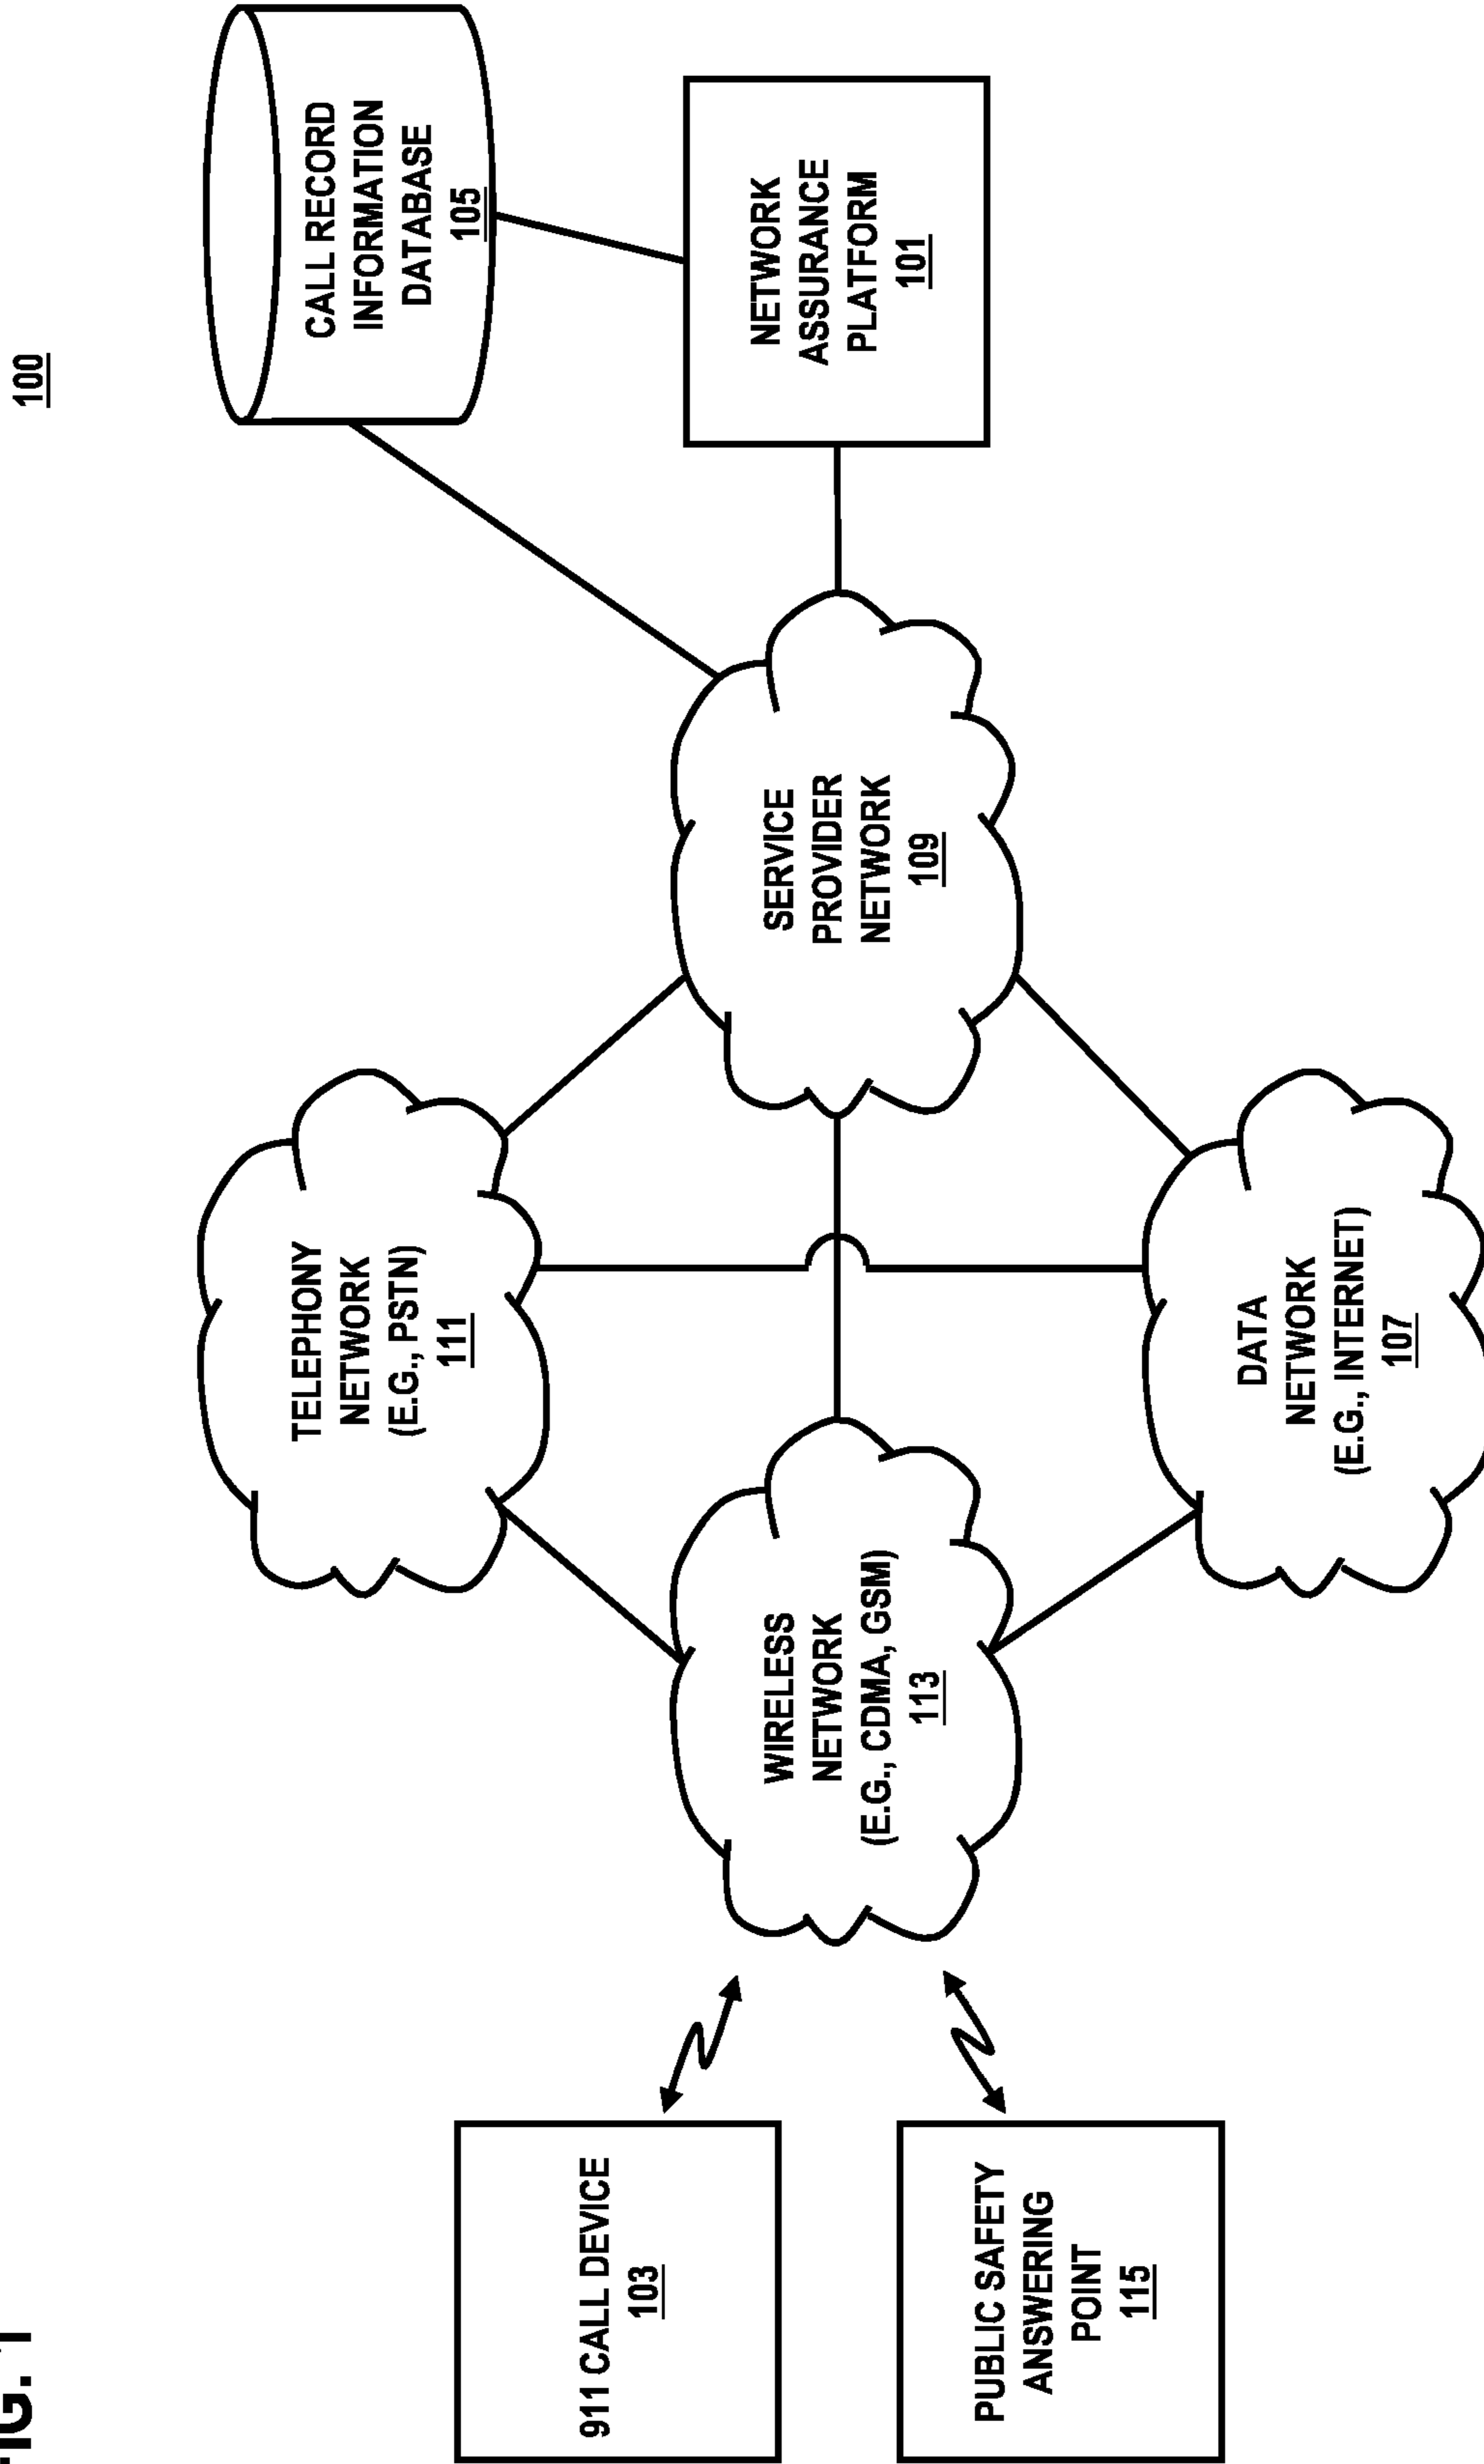 FIG. 1
100
TELEPHONY
NETWORK
(E.G., PSTN)
111
CALL RECORD
INFORMATION
DATABASE
105
911 CALL DEVICE
103
WIRELESS
NETWORK
(E.G., CDMA, GSM)
113
SERVICE
PROVIDER
NETWORK
109
NETWORK
ASSURANCE
PLATFORM
101
PUBLIC SAFETY
ANSWERING
POINT
115
DATA
NETWORK
(E.G., INTERNET)
107